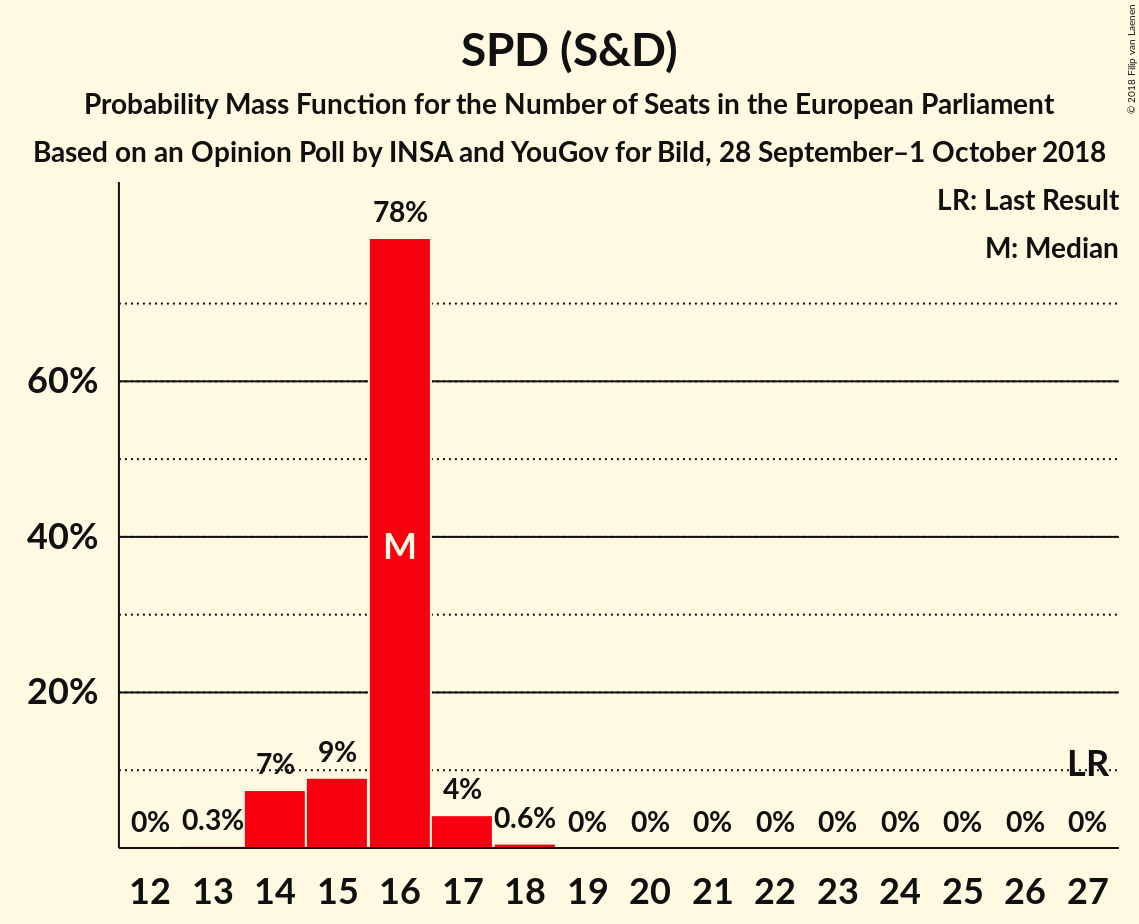 SPD (S&D)
Probability Mass Function for the Number of Seats in the European Parliament
Based on an Opinion Poll by INSA and YouGov for Bild, 28 September–1 October 2018
© 2018 Filip van Laenen
LR: Last Result
M: Median
78%
60%
40%
M
20%
7% 9% 4% LR
0% 0.3% 0.6% 0% 0% 0% 0% 0% 0% 0% 0% 0%
12 13 14 15 16 17 18 19 20 21 22 23 24 25 26 27